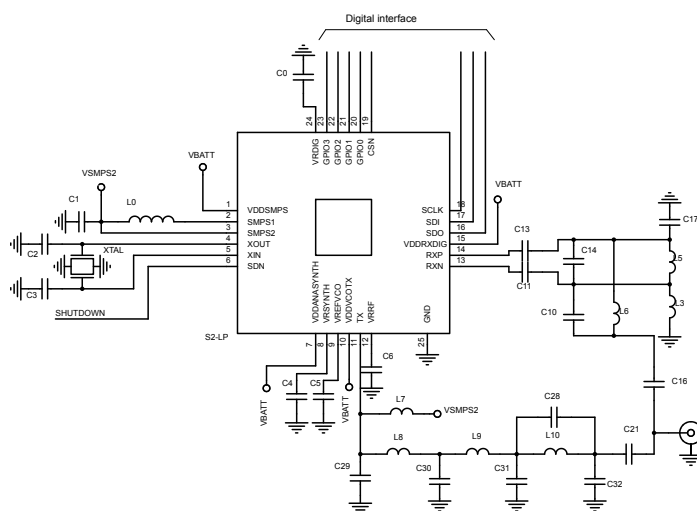 Digital interface
C0
24
23
22
21
20
19
VRDIG
GPIO3
GPIO2
GPIO1
GPIO0
CSN
VBATT
VSMPS2
C1
L0
1
2
3
4
5
6
VDDSMPS
SMPS1
SMPS2
XOUT
XIN
SDN
C2
XTAL
C3
SHUTDOWN
S2-LP
VBATT
SCLK
SDI
SDO
VDDRXDIG
RXP
RXN
18
17
16
15
14
13
C13
C11
C14
C10
L6
C17
L5
L3
C16
VDDANASYNTH
VRSYNTH
VREFVCO
VDDVCOTX
TX
VRRF
GND
7
8
9
10
11
12
25
VBATT
C4
C5
VBATT
C6
L7
VSMPS2
C28
L8
L9
L10
C21
C29
C30
C31
C32